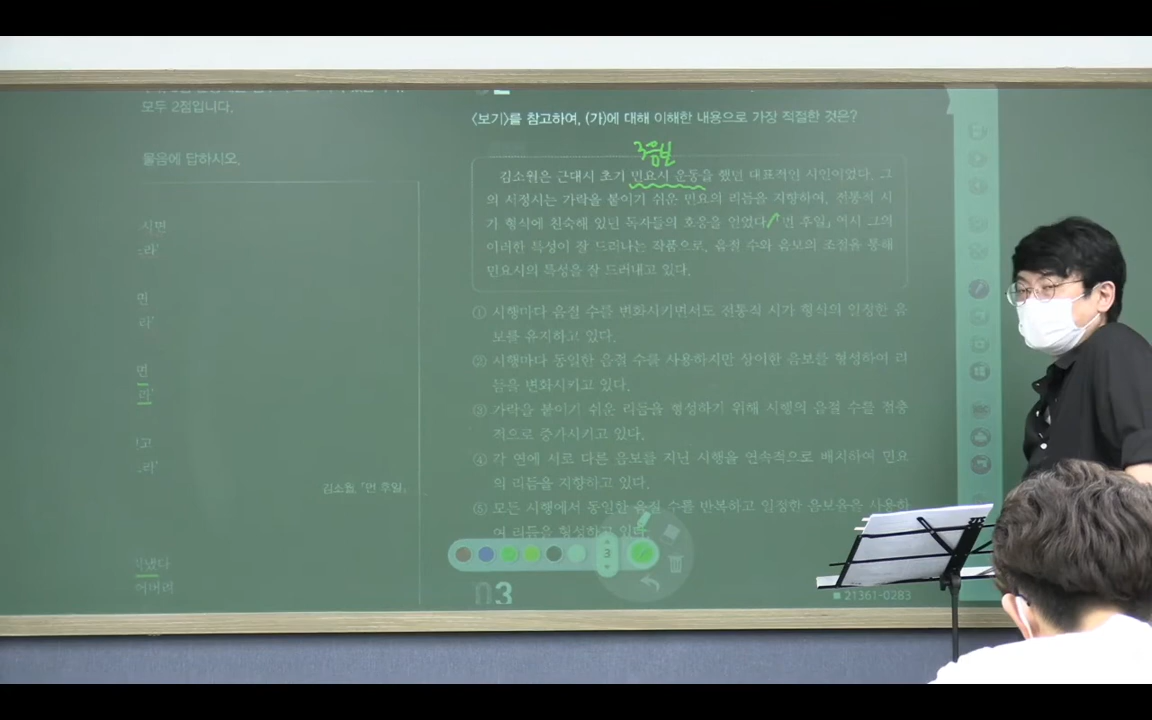 모두 2점입니다.
물음에 답하시오.
시면
라'
면
라'
면
라'
고
라'
김소월, 「먼 후일」
<보기>를 참고하여, (가)에 대해 이해한 내용으로 가장 적절한 것은?
김소월은 근대시 초기 민요시 운동을 했던 대표적인 시인이었다. 그
의 서정시는 가락을 붙이기 쉬운 민요의 리듬을 지향하여, 전통적 시
가 형식에 친숙해 있던 독자들의 호응을 얻었다. 「먼 후일」 역시 그의
이러한 특성이 잘 드러나는 작품으로, 음절 수와 음보의 조절을 통해
민요시의 특성을 잘 드러내고 있다.
① 시행마다 음절 수를 변화시키면서도 전통적 시가 형식의 일정한 음
보를 유지하고 있다.
② 시행마다 동일한 음절 수를 사용하지만 상이한 음보를 형성하여 리
듬을 변화시키고 있다.
③ 가락을 붙이기 쉬운 리듬을 형성하기 위해 시행의 음절 수를 점층
적으로 증가시키고 있다.
④ 각 연에 서로 다른 음보를 지닌 시행을 연속적으로 배치하여 민요
의 리듬을 지향하고 있다.
⑤ 모든 시행에서 동일한 음절 수를 반복하고 일정한 음보율을 사용하
여 리듬을 형성하고 있다.
3
03
21361-0283